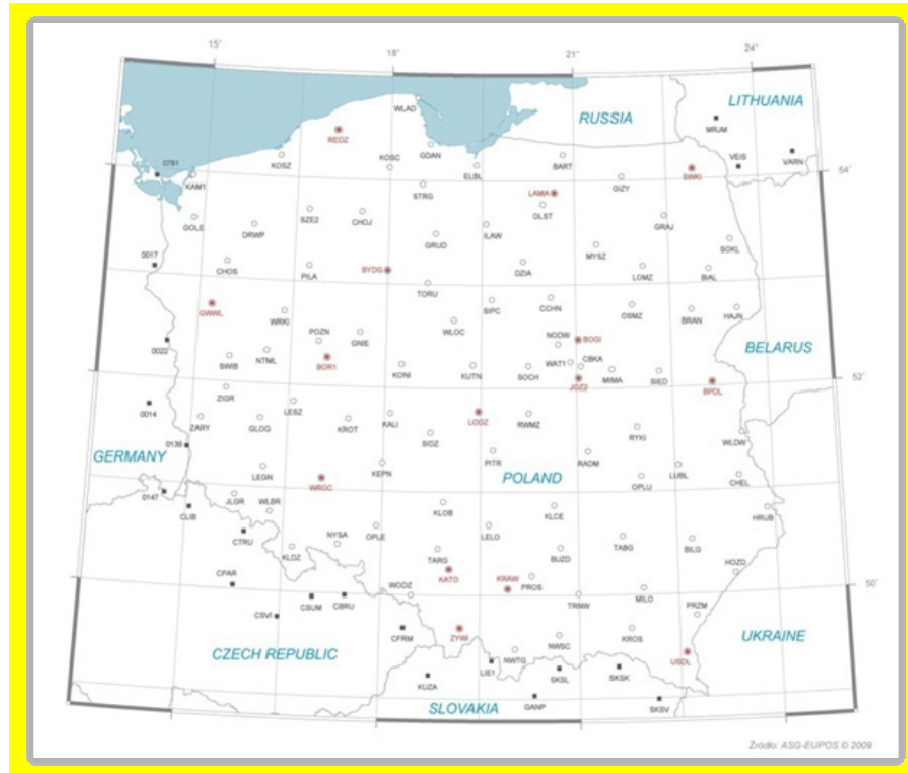 15°
18°
21°
24°
LITHUANIA
WLAD
RUSSIA
MRJM
REDZ
GDAN
VEIS
VARN
0781
KOSZ
KOSC
ELBL
BART
SWKI
54°
KAM1
STRG
GIZY
LAMA
OLST
GOLE
DRWP
SZE2
CHOJ
ILAW
GRAJ
GRUD
SOKL
0017
CHOS
PILA
BYDG
DZIA
MYSZ
LOMZ
BIAL
TORU
GWWL
WRKI
SIPC
CCHN
OSMZ
BRAN
HAJN
POZN
GNIE
WLOC
NODW
BOGI
BELARUS
0022
SWIB
NTML
BOR1
KONI
KUTN
SOCH
WAT1
CBKA
MIMA
SIED
52°
ZIGR
JOZ2
BPDL
0014
LESZ
ZARY
GLOG
KROT
KALI
LODZ
RWMZ
SIDZ
RYKI
WLDW
0139
GERMANY
LEGN
KEPN
PITR
RADM
LUBL
POLAND
CHEL
0147
WROC
OPLU
JLGR
WLBR
CLIB
KLOB
KLCE
HRUB
CTRU
NYSA
OPLE
LELO
TABG
BILG
KLDZ
TARG
BUZD
HOZD
CPAR
KATO
KRAW
PROS
50°
WODZ
CSUM
CBRU
TRNW
MILO
CSVI
PRZM
CFRM
ZYWI
KROS
UKRAINE
CZECH REPUBLIC
NWTG
NWSC
USDL
LIE1
SKSL
SKSK
KUZA
SLOVAKIA
GANP
SKSV
Źródło: ASG-EUPOS © 2009